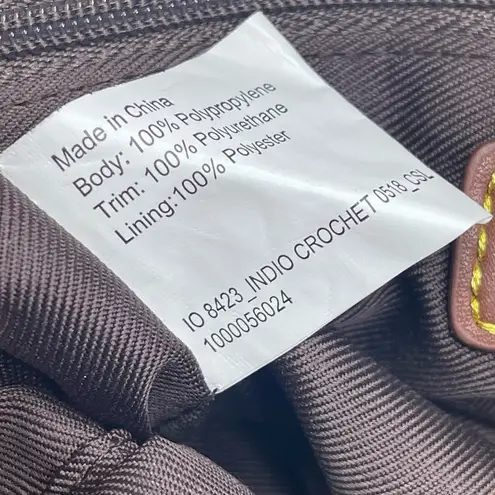 Made in China
Body: 100% Polypropylene
Trim: 100% Polyurethane
Lining:100% Polyester
IO 8423_INDIO CROCHET 0518_CSL
1000056024